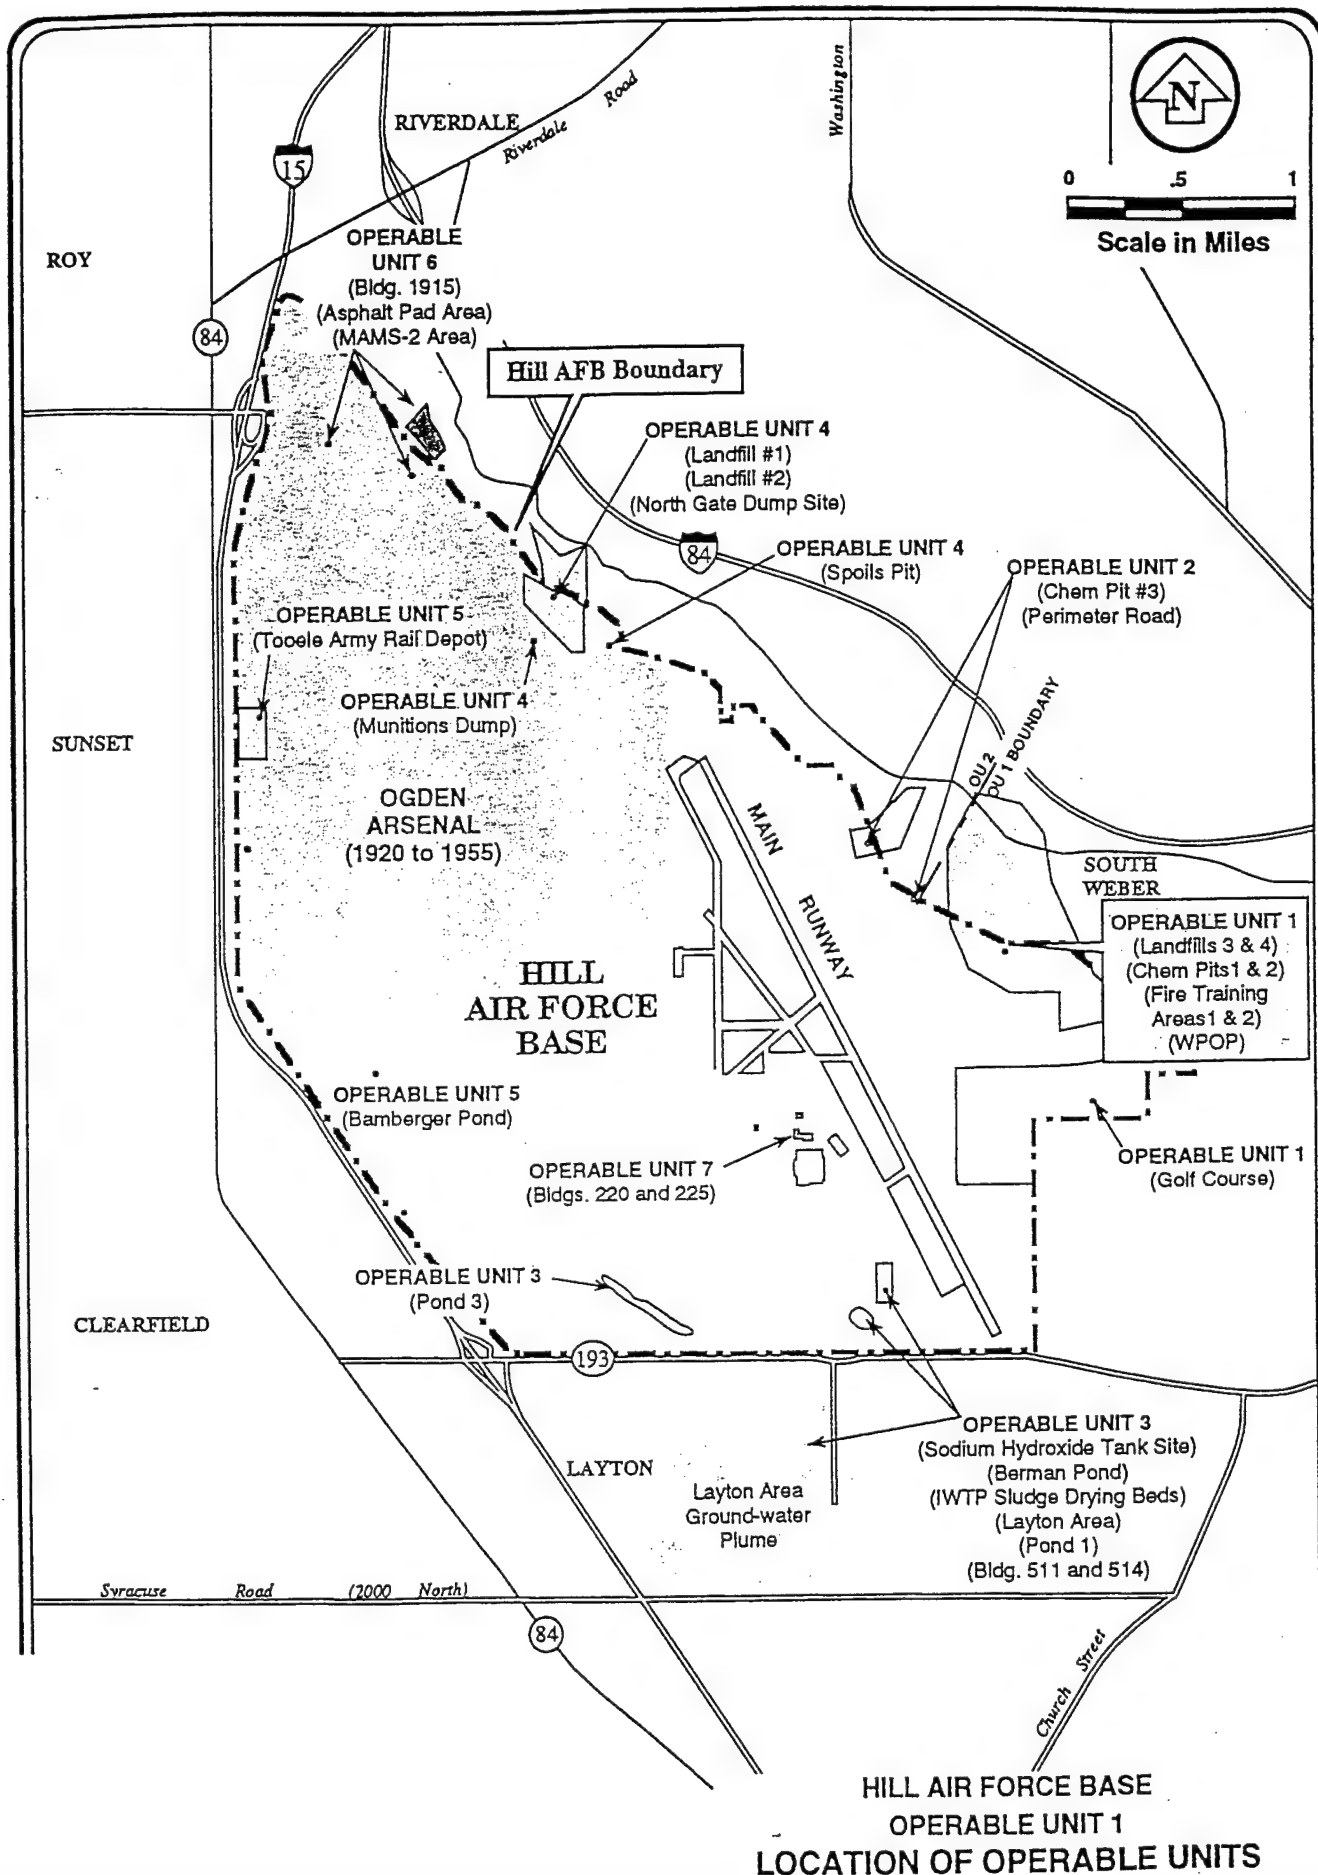 RIVERDALE
Riverdale Road
Washington
N
15
0 .5 1
Scale in Miles
ROY
OPERABLE
UNIT 6
(Bldg. 1915)
(Asphalt Pad Area)
(MAMS-2 Area)
84
Hill AFB Boundary
OPERABLE UNIT 4
(Landfill #1)
(Landfill #2)
(North Gate Dump Site)
84
OPERABLE UNIT 4
(Spoils Pit)
OPERABLE UNIT 2
(Chem Pit #3)
(Perimeter Road)
OPERABLE UNIT 5
(Tooele Army Rail Depot)
OPERABLE UNIT 4
(Munitions Dump)
SUNSET
OU 2
OU 1 BOUNDARY
OGDEN
ARSENAL
(1920 to 1955)
MAIN RUNWAY
SOUTH
WEBER
OPERABLE UNIT 1
(Landfills 3 & 4)
(Chem Pits1 & 2)
(Fire Training
Areas1 & 2)
(WPOP)
HILL
AIR FORCE
BASE
OPERABLE UNIT 5
(Bamberger Pond)
OPERABLE UNIT 7
(Bldgs. 220 and 225)
OPERABLE UNIT 1
(Golf Course)
OPERABLE UNIT 3
(Pond 3)
CLEARFIELD
193
OPERABLE UNIT 3
(Sodium Hydroxide Tank Site)
(Berman Pond)
(IWTP Sludge Drying Beds)
(Layton Area)
(Pond 1)
(Bldg. 511 and 514)
LAYTON
Layton Area
Ground-water
Plume
Syracuse Road (2000 North)
84
Church Street
HILL AIR FORCE BASE
OPERABLE UNIT 1
LOCATION OF OPERABLE UNITS